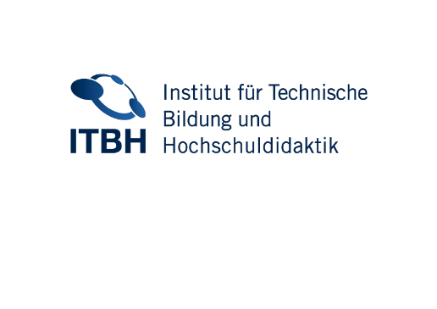 ITBH
Institut für Technische
Bildung und
Hochschuldidaktik